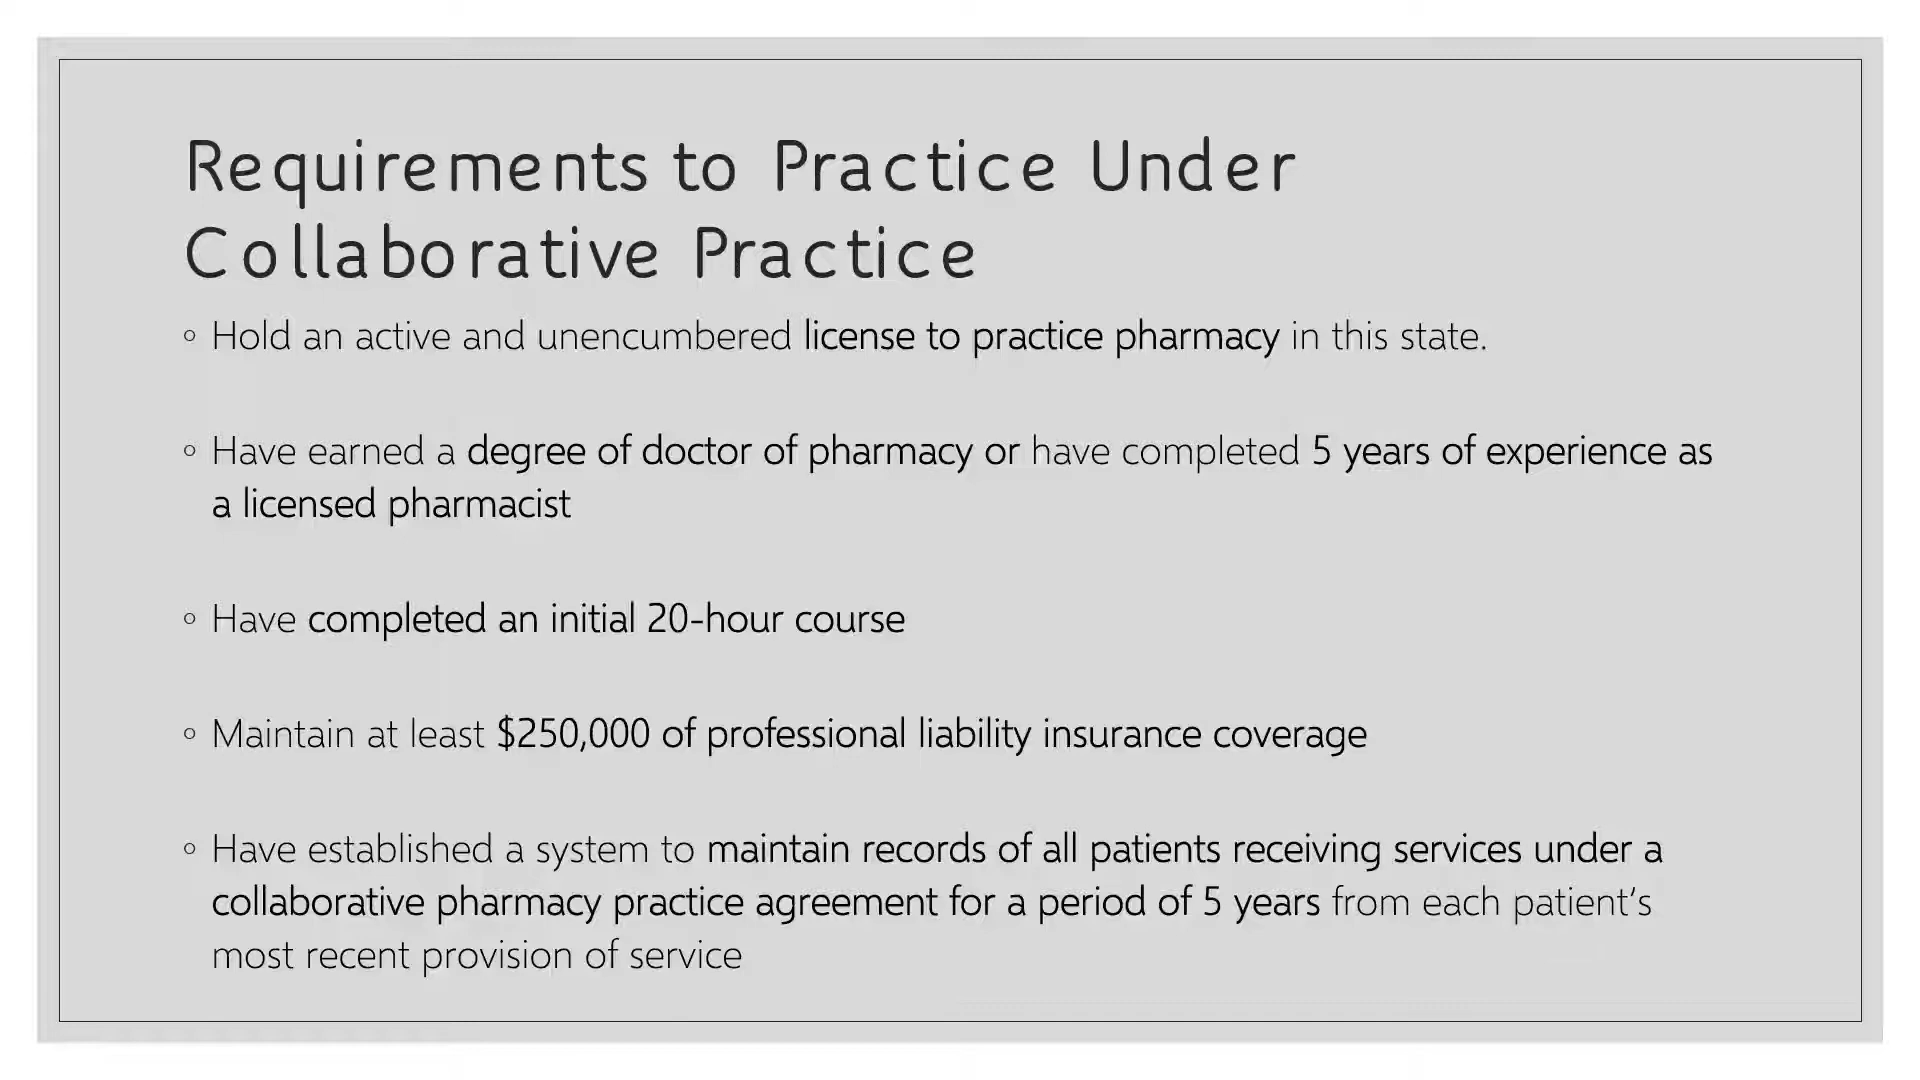 Requirements to Practice Under
Collaborative Practice
◦ Hold an active and unencumbered license to practice pharmacy in this state.
◦ Have earned a degree of doctor of pharmacy or have completed 5 years of experience as
a licensed pharmacist
◦ Have completed an initial 20-hour course
◦ Maintain at least $250,000 of professional liability insurance coverage
◦ Have established a system to maintain records of all patients receiving services under a
collaborative pharmacy practice agreement for a period of 5 years from each patient’s
most recent provision of service